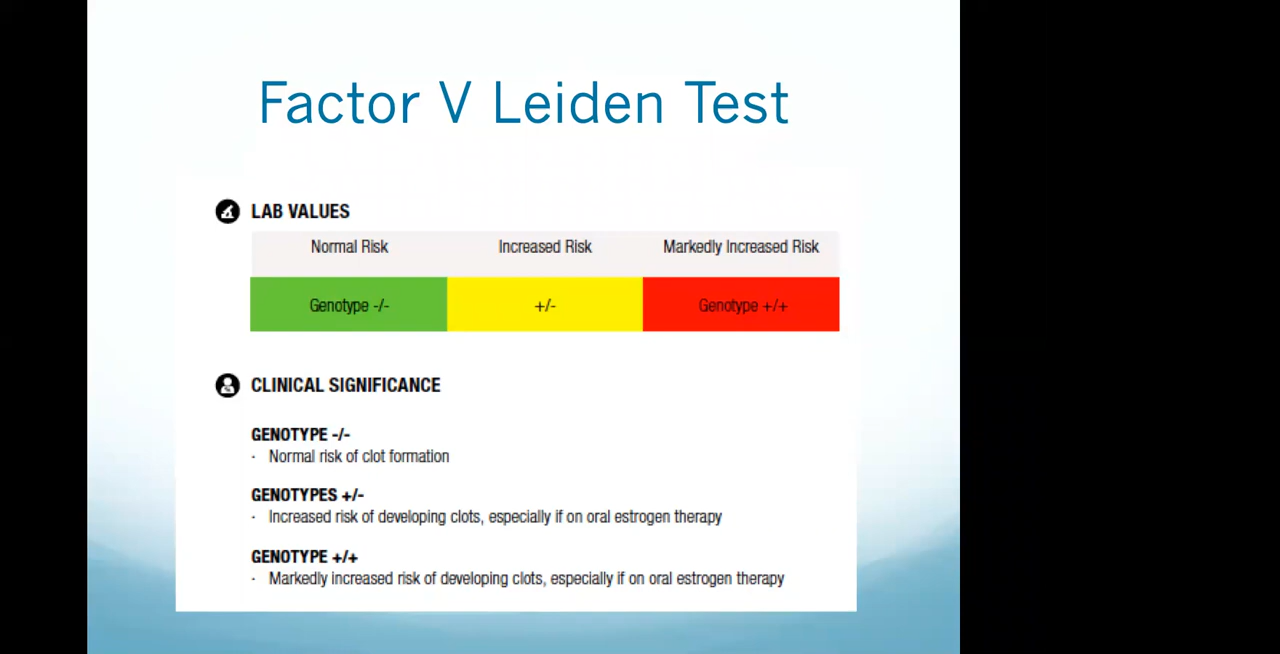 Factor V Leiden Test
LAB VALUES
Normal Risk Increased Risk Markedly Increased Risk
Genotype -/- +/- Genotype +/+
CLINICAL SIGNIFICANCE
GENOTYPE -/-
· Normal risk of clot formation
GENOTYPES +/-
· Increased risk of developing clots, especially if on oral estrogen therapy
GENOTYPE +/+
· Markedly increased risk of developing clots, especially if on oral estrogen therapy